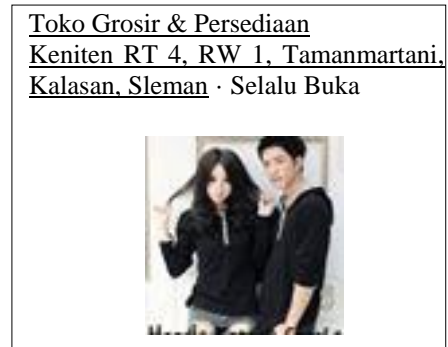 Toko Grosir & Persediaan
Keniten RT 4, RW 1, Tamanmartani,
Kalasan, Sleman · Selalu Buka